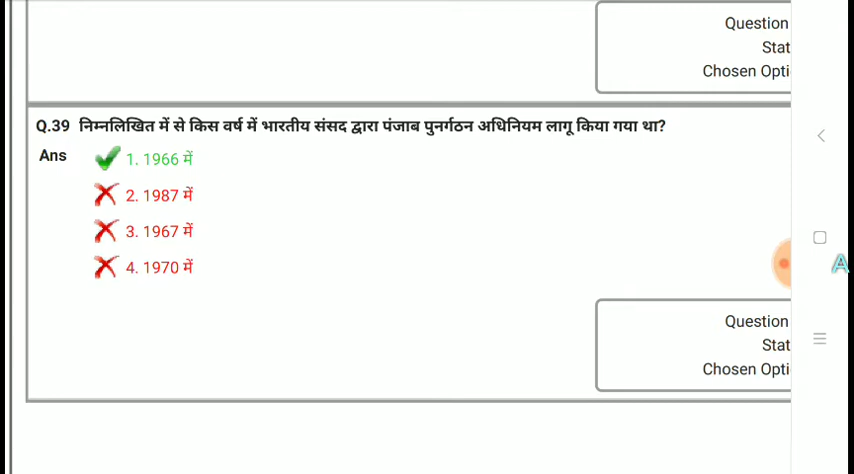 Question
Stat
Chosen Opti
Q.39 निम्नलिखित में से किस वर्ष में भारतीय संसद द्वारा पंजाब पुनर्गठन अधिनियम लागू किया गया था?
Ans
1. 1966 में
2. 1987 में
3. 1967 में
4. 1970 में
A
Question
Stat
Chosen Opti